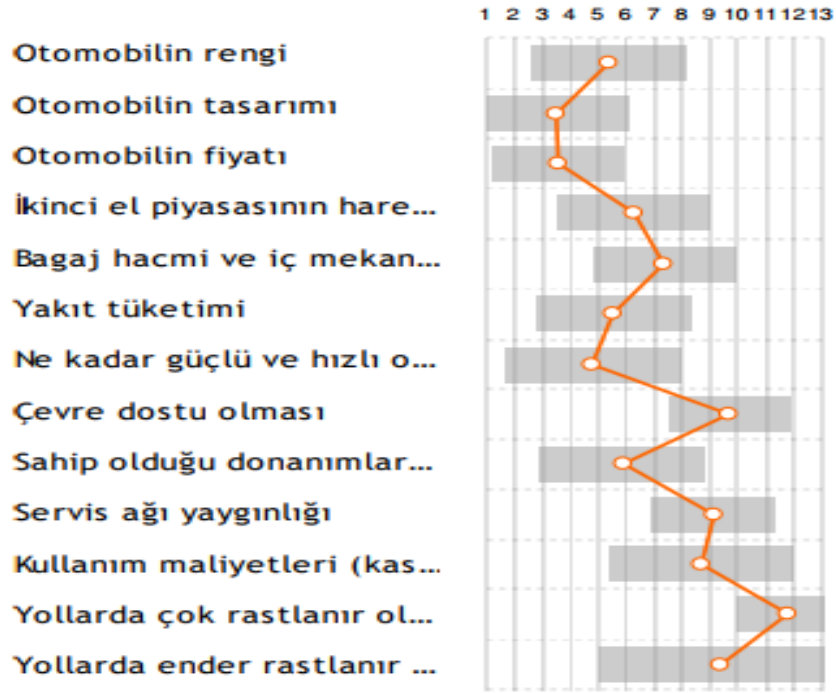 1 2 3 4 5 6 7 8 9 10 11 12 13
Otomobilin rengi
Otomobilin tasarımı
Otomobilin fiyatı
İkinci el piyasasının hare...
Bagaj hacmi ve iç mekan...
Yakıt tüketimi
Ne kadar güçlü ve hızlı o...
Çevre dostu olması
Sahip olduğu donanımlar...
Servis ağı yaygınlığı
Kullanım maliyetleri (kas...
Yollarda çok rastlanır ol...
Yollarda ender rastlanır ...